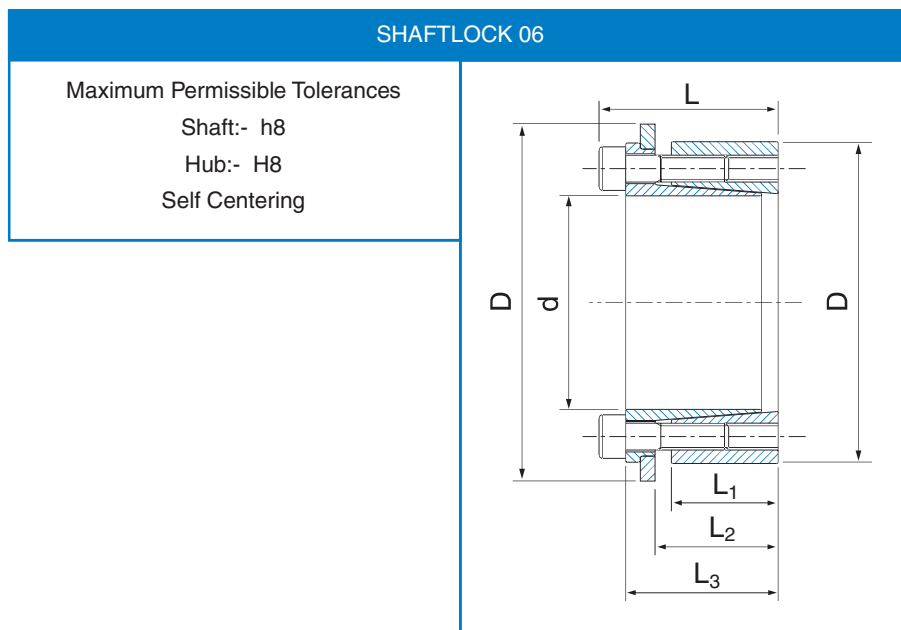 SHAFTLOCK 06
Maximum Permissible Tolerances
Shaft:- h8
Hub:- H8
Self Centering
L
D
d
D
L₁
L₂
L₃